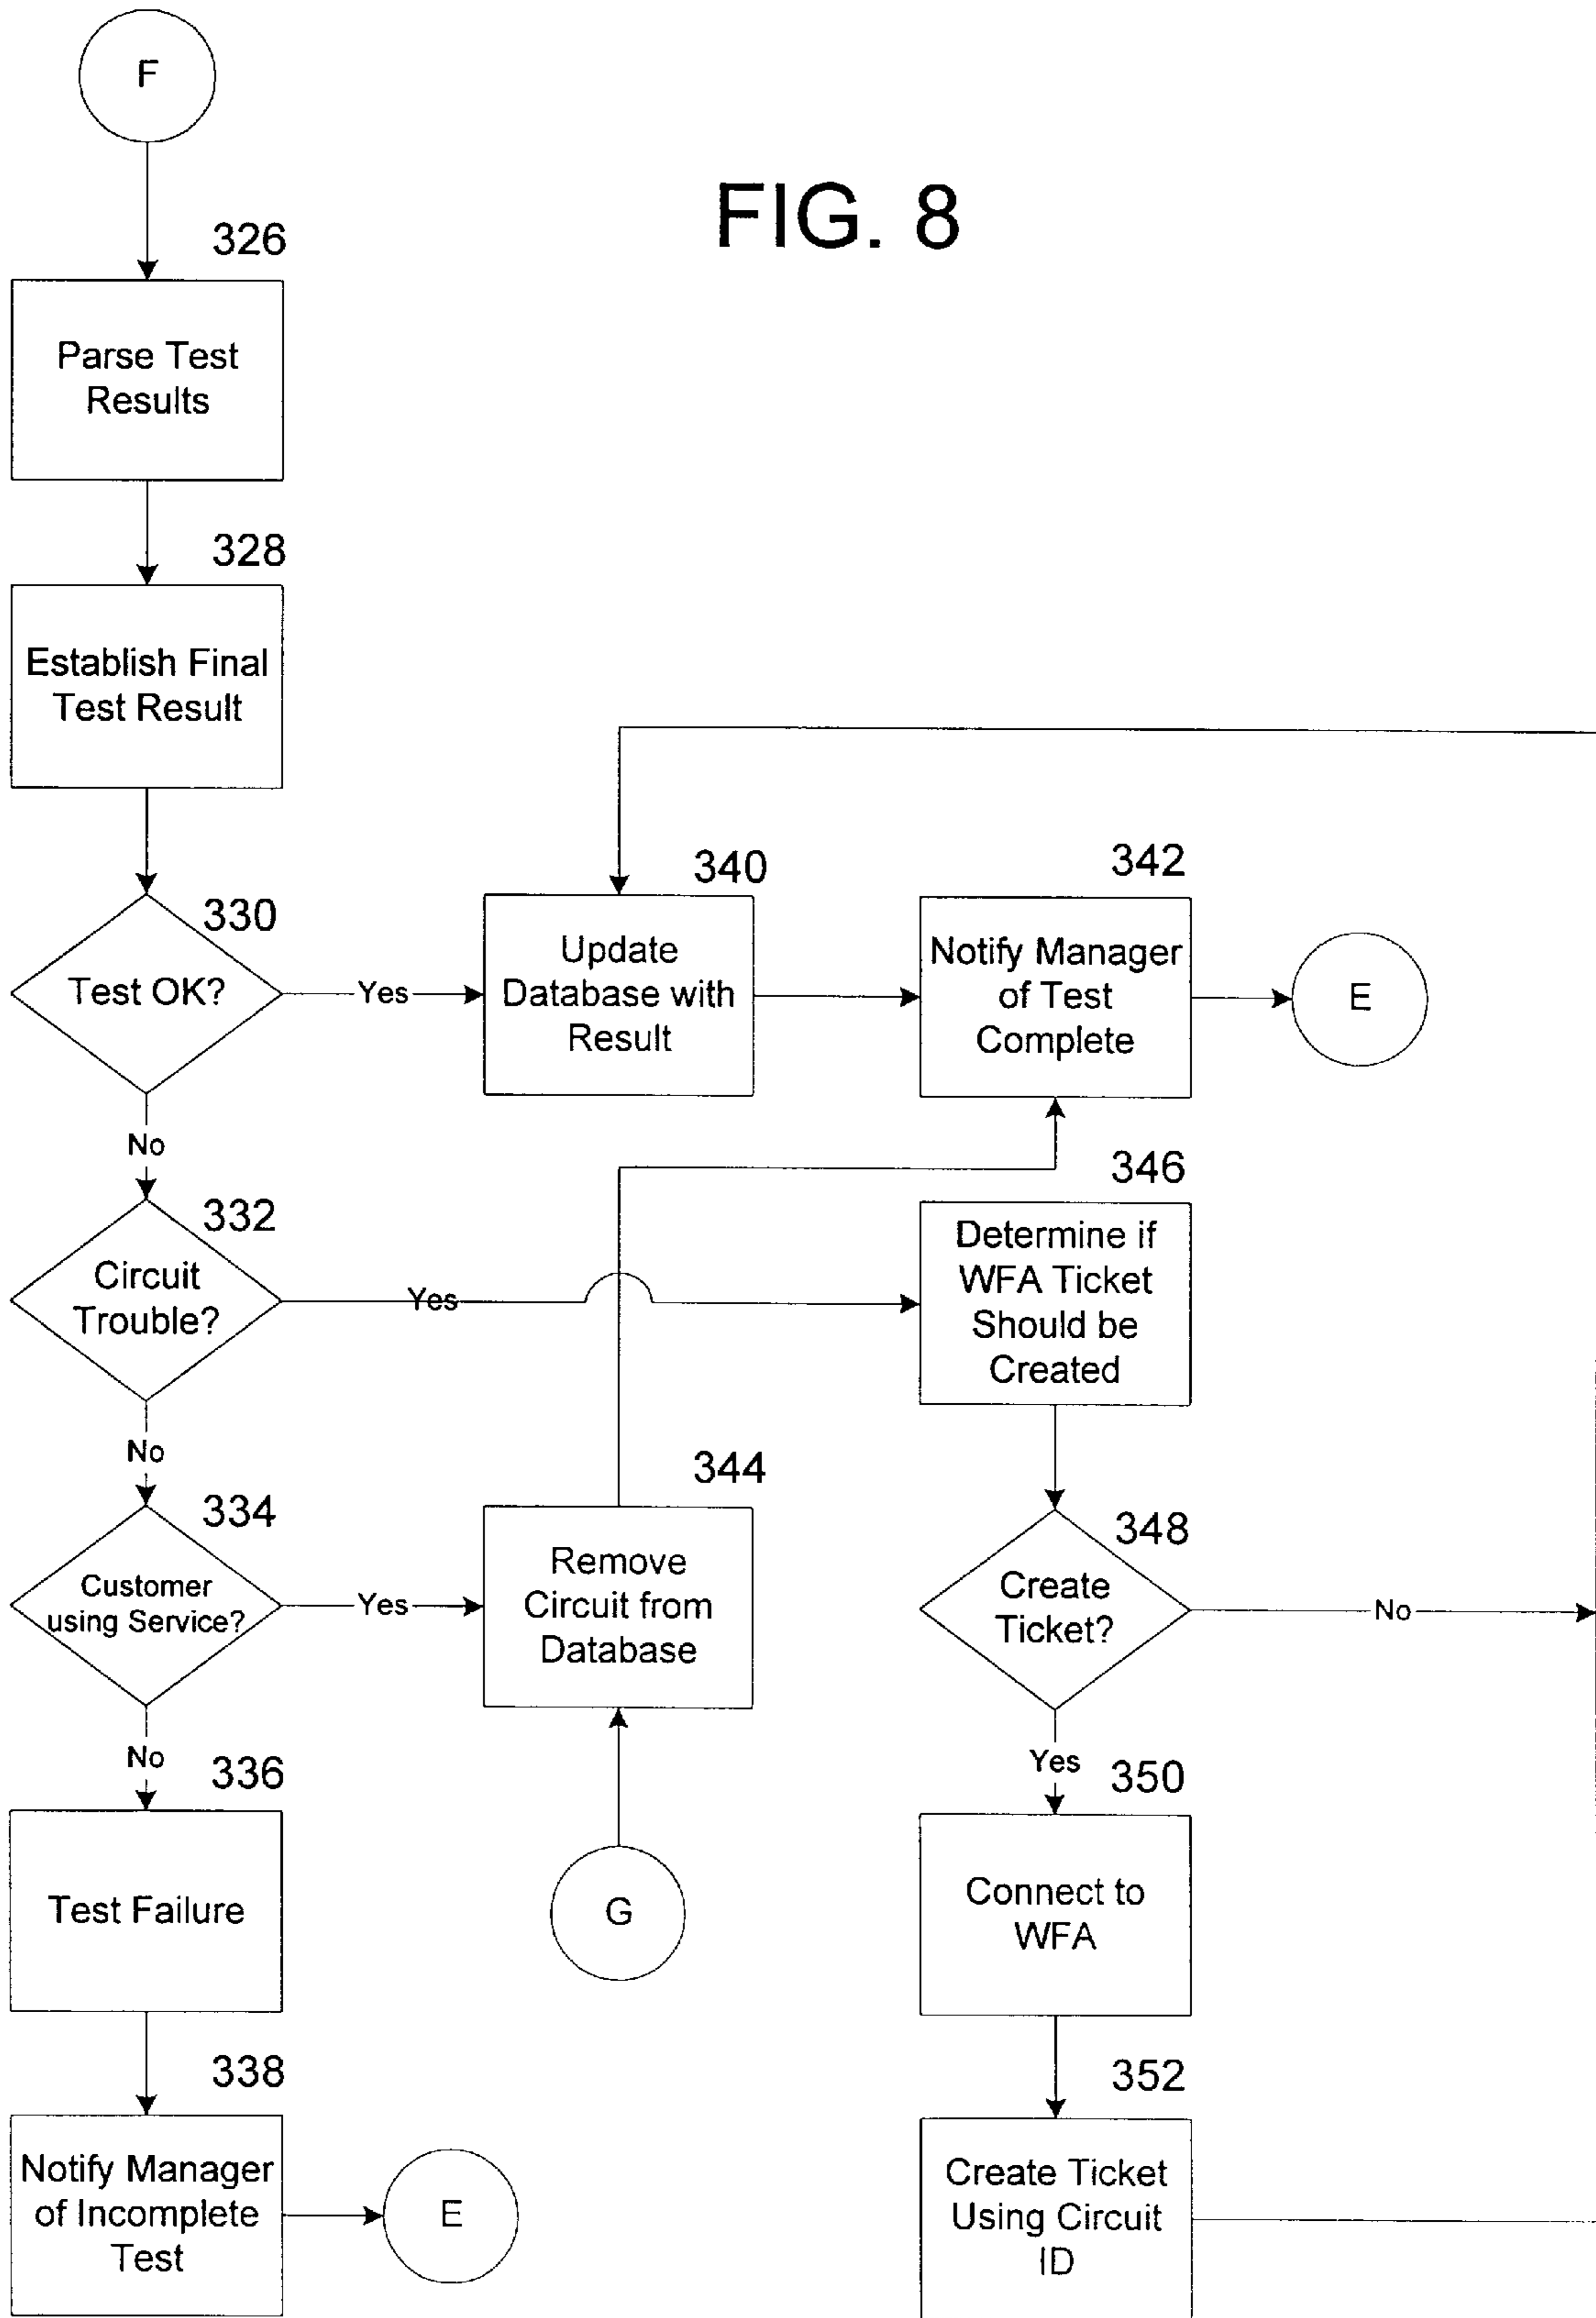 F
FIG. 8
326
Parse Test
Results
328
Establish Final
Test Result
330
Test OK?
Yes
340
Update
Database with
Result
342
Notify Manager
of Test
Complete
E
No
332
Circuit
Trouble?
Yes
346
Determine if
WFA Ticket
Should be
Created
No
334
Customer
using Service?
Yes
344
Remove
Circuit from
Database
348
Create
Ticket?
No
No
336
Test Failure
G
Yes
350
Connect to
WFA
338
Notify Manager
of Incomplete
Test
E
352
Create Ticket
Using Circuit
ID